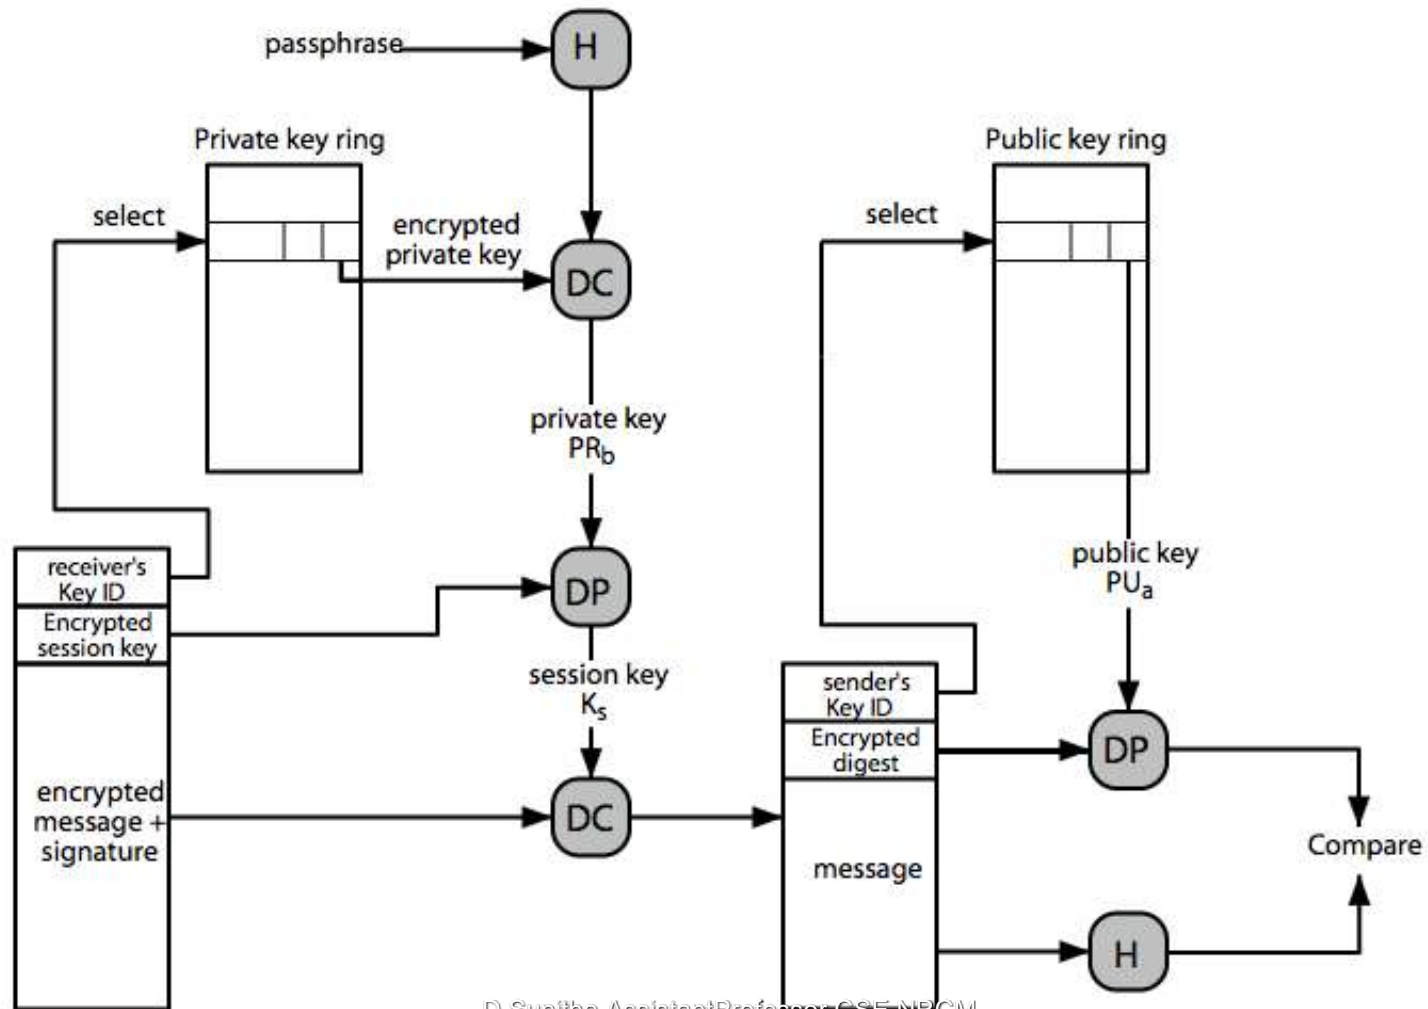 passphrase
H
Private key ring
Public key ring
select
encrypted
private key
select
DC
private key
PRb
receiver's
Key ID
Encrypted
session key
DP
public key
PUa
session key
Ks
sender's
Key ID
Encrypted
digest
DP
encrypted
message +
signature
DC
message
Compare
H